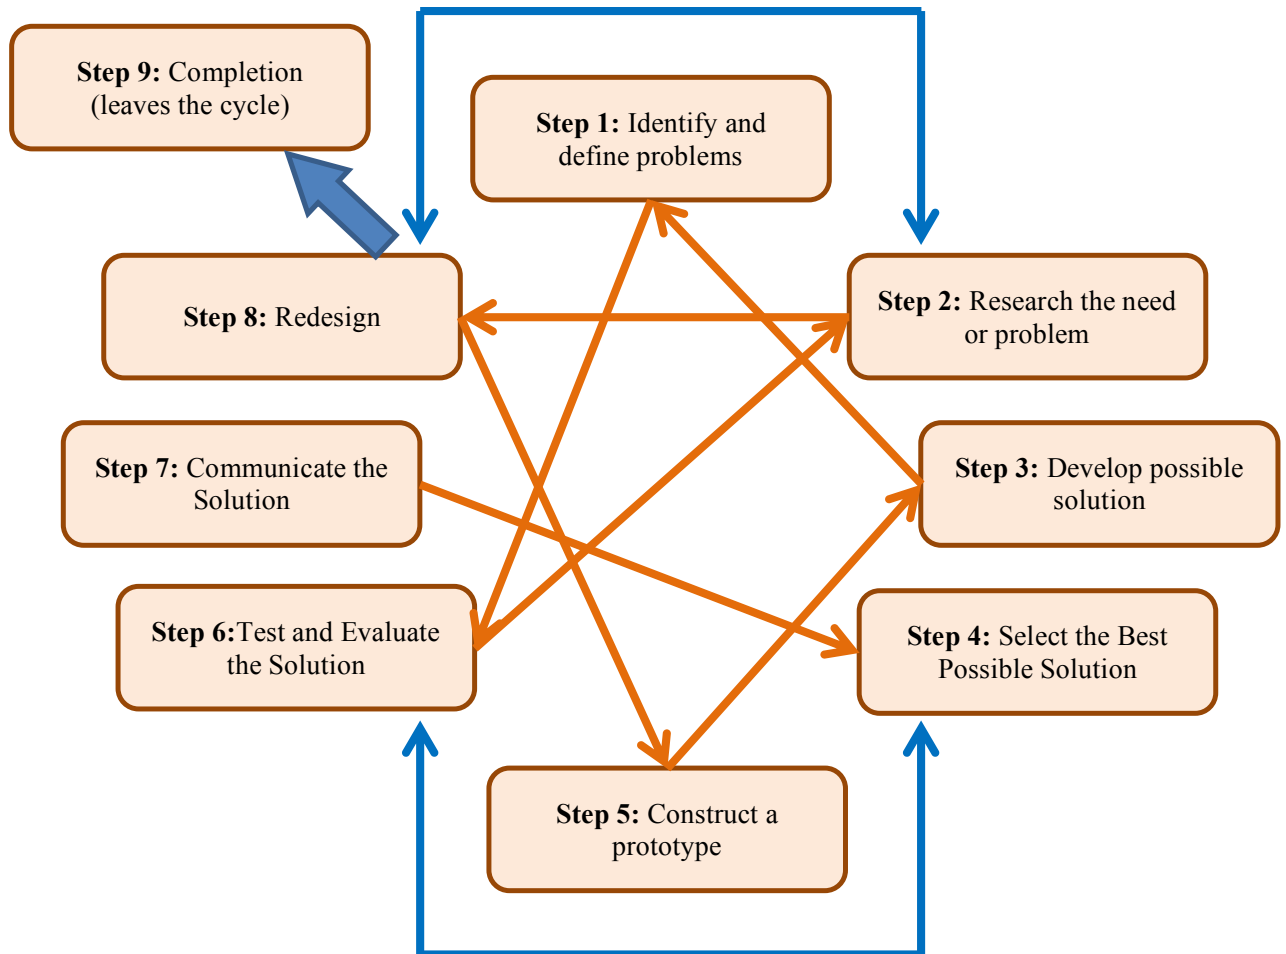 Step 9: Completion
(leaves the cycle)
Step 1: Identify and
define problems
Step 8: Redesign
Step 2: Research the need
or problem
Step 7: Communicate the
Solution
Step 3: Develop possible
solution
Step 6:Test and Evaluate
the Solution
Step 4: Select the Best
Possible Solution
Step 5: Construct a
prototype